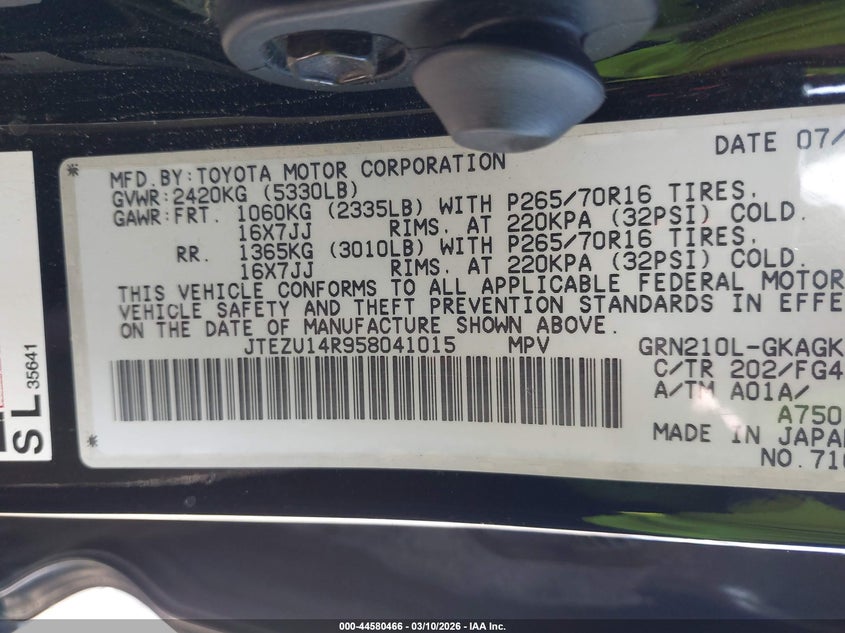 DATE 07/
MFD. BY: TOYOTA MOTOR CORPORATION
GVWR: 2420KG (5330LB)
GAWR: FRT. 1060KG (2335LB) WITH P265/70R16 TIRES.
16X7JJ RIMS. AT 220KPA (32PSI) COLD.
RR. 1365KG (3010LB) WITH P265/70R16 TIRES.
16X7JJ RIMS. AT 220KPA (32PSI) COLD
THIS VEHICLE CONFORMS TO ALL APPLICABLE FEDERAL MOTOR
VEHICLE SAFETY AND THEFT PREVENTION STANDARDS IN EFFE
ON THE DATE OF MANUFACTURE SHOWN ABOVE.
JTEZU14R958041015 MPV GRN210L-GKAGK
C/TR 202/FG4
A/TM A01A/
A750
MADE IN JAPAN
NO. 710
SL 35641
000-44580466 — 03/10/2026 — IAA Inc.